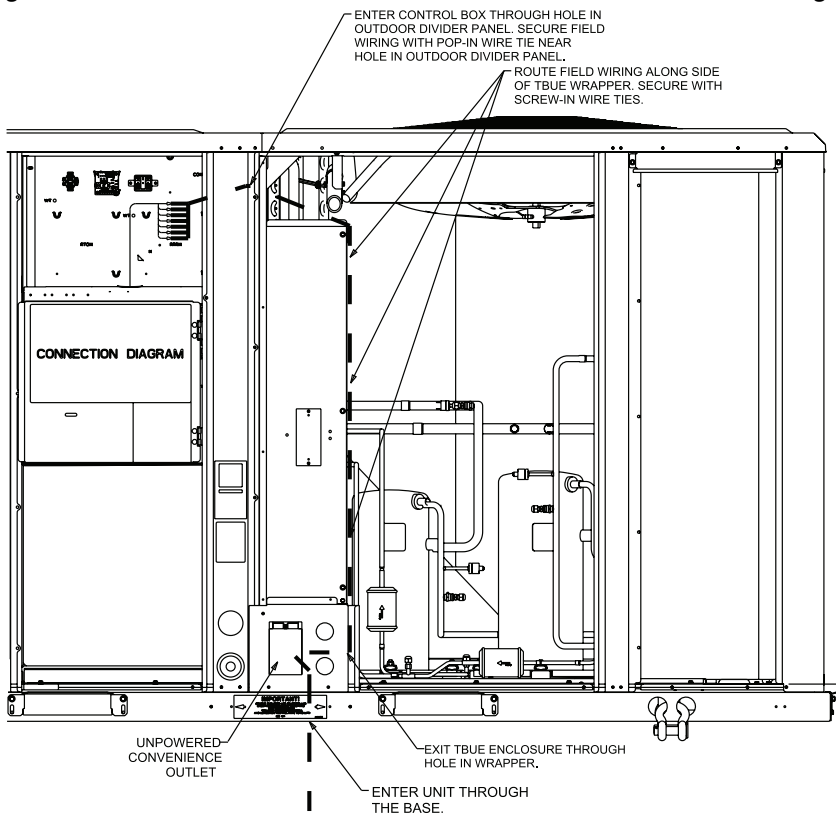 ENTER CONTROL BOX THROUGH HOLE IN
OUTDOOR DIVIDER PANEL. SECURE FIELD
WIRING WITH POP-IN WIRE TIE NEAR
HOLE IN OUTDOOR DIVIDER PANEL.
ROUTE FIELD WIRING ALONG SIDE
OF TBUE WRAPPER. SECURE WITH
SCREW-IN WIRE TIES.
CONNECTION DIAGRAM
IMPORTANT!
UNPOWERED
CONVENIENCE
OUTLET
EXIT TBUE ENCLOSURE THROUGH
HOLE IN WRAPPER.
ENTER UNIT THROUGH
THE BASE.